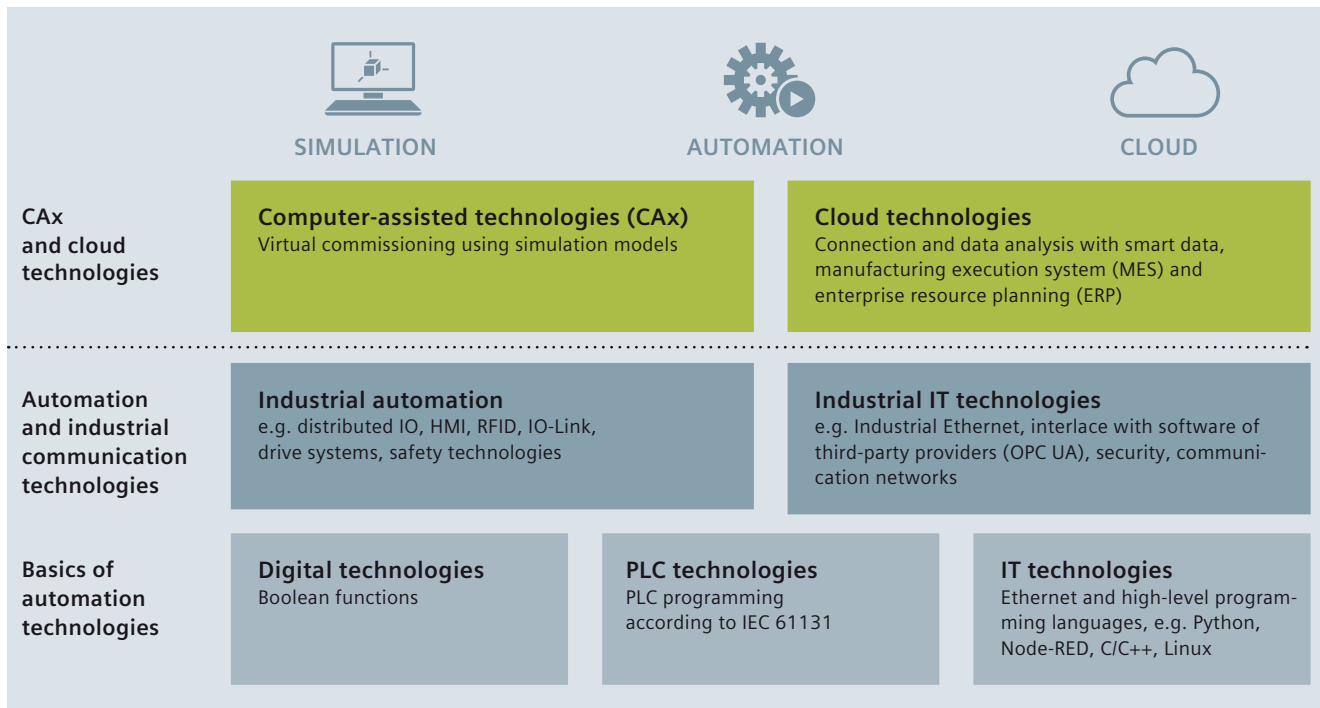 SIMULATION
AUTOMATION
CLOUD
CAx
and cloud
technologies
Computer-assisted technologies (CAx)
Virtual commissioning using simulation models
Cloud technologies
Connection and data analysis with smart data,
manufacturing execution system (MES) and
enterprise resource planning (ERP)
Automation
and industrial
communication
technologies
Industrial automation
e.g. distributed IO, HMI, RFID, IO-Link,
drive systems, safety technologies
Industrial IT technologies
e.g. Industrial Ethernet, interlace with software of
third-party providers (OPC UA), security, communi-
cation networks
Basics of
automation
technologies
Digital technologies
Boolean functions
PLC technologies
PLC programming
according to IEC 61131
IT technologies
Ethernet and high-level program-
ming languages, e.g. Python,
Node-RED, C/C++, Linux